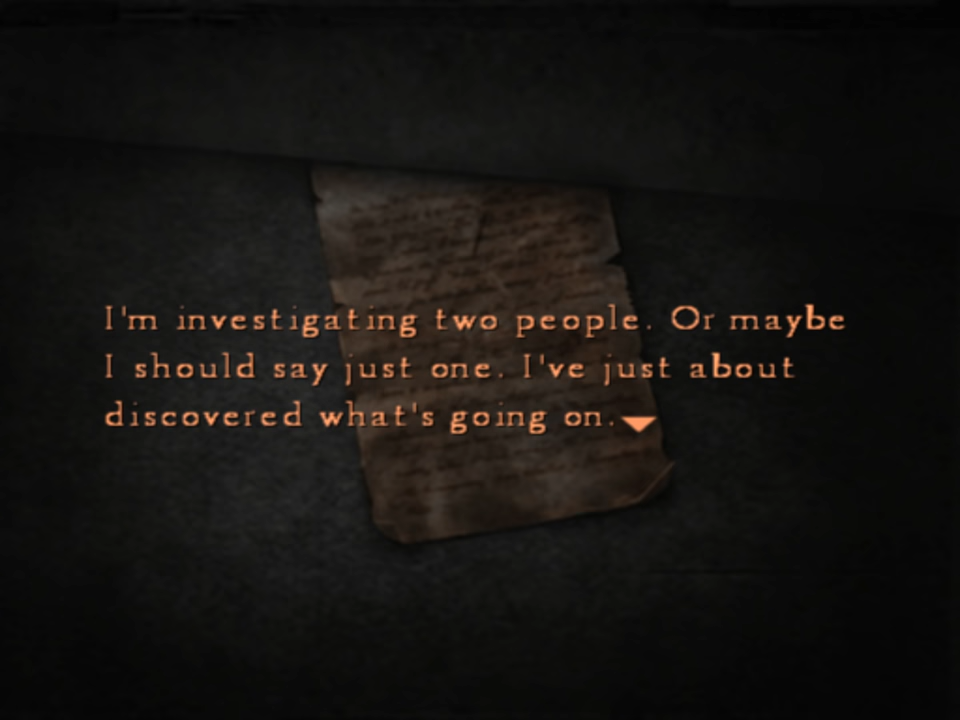 I'm investigating two people. Or maybe
I should say just one. I've just about
discovered what's going on.